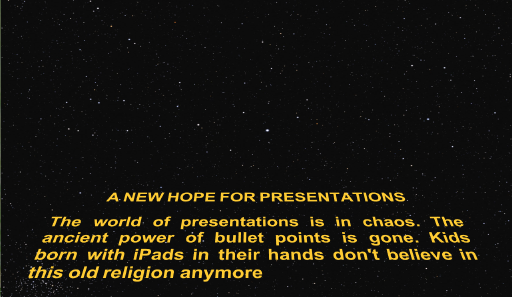 A NEW HOPE FOR PRESENTATIONS
The world of presentations is in chaos. The
ancient power of bullet points is gone. Kids
born with iPads in their hands don't believe in
this old religion anymore